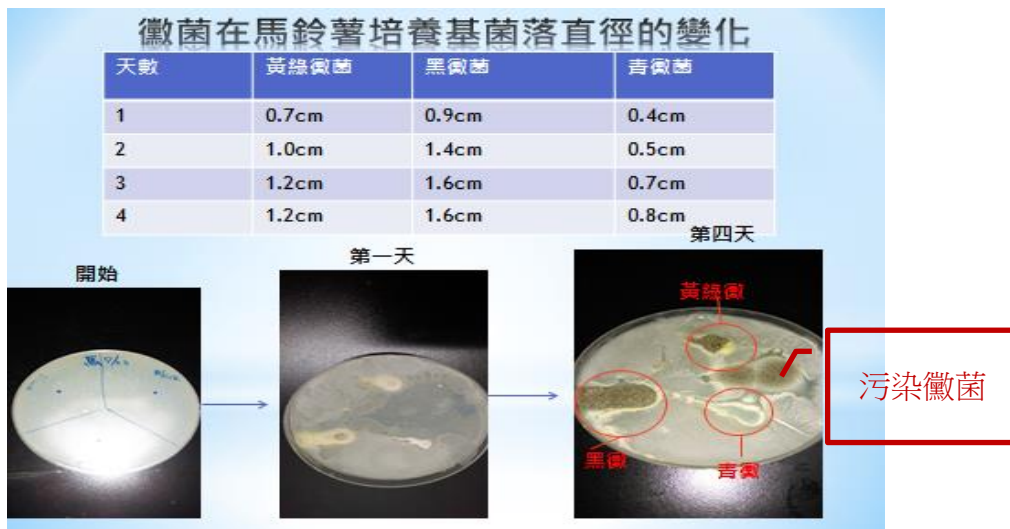 黴菌在馬鈴薯培養基菌落直徑的變化
天數 黃綠黴菌 黑黴菌 青黴菌
1 0.7cm 0.9cm 0.4cm
2 1.0cm 1.4cm 0.5cm
3 1.2cm 1.6cm 0.7cm
4 1.2cm 1.6cm 0.8cm
開始
第一天
第四天
黃綠黴
黑黴
青黴
污染黴菌